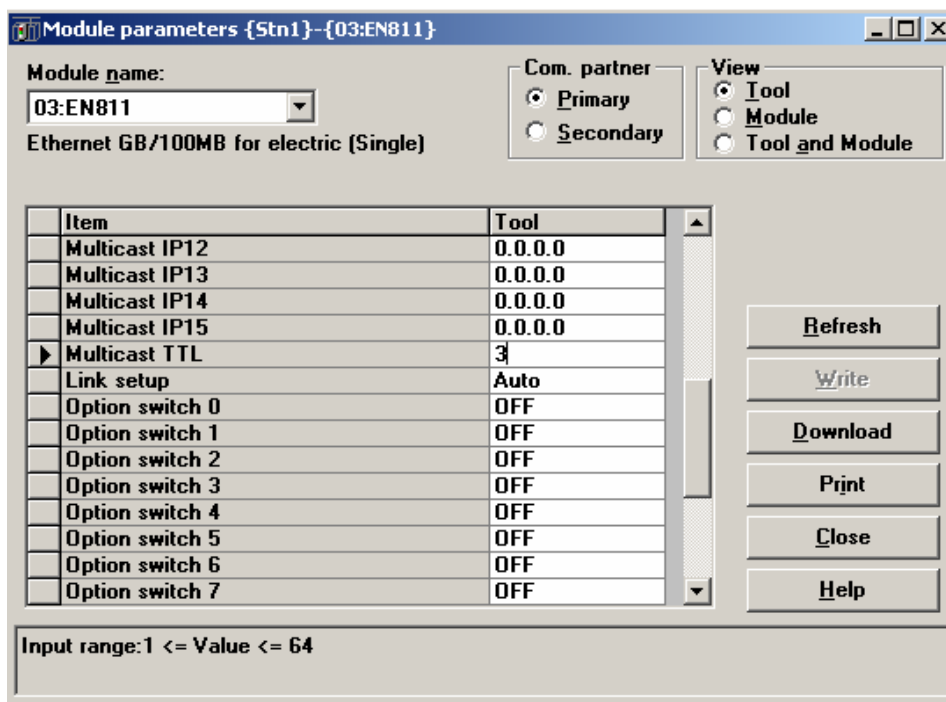 Module parameters {Stn1}-{03:EN811}
Module name:
03:EN811
Ethernet GB/100MB for electric (Single)
Com. partner
Primary
Secondary
View
Tool
Module
Tool and Module
Item Tool
Multicast IP12 0.0.0.0
Multicast IP13 0.0.0.0
Multicast IP14 0.0.0.0
Multicast IP15 0.0.0.0
Multicast TTL 3
Link setup Auto
Option switch 0 OFF
Option switch 1 OFF
Option switch 2 OFF
Option switch 3 OFF
Option switch 4 OFF
Option switch 5 OFF
Option switch 6 OFF
Option switch 7 OFF
Refresh
Write
Download
Print
Close
Help
Input range:1 <= Value <= 64